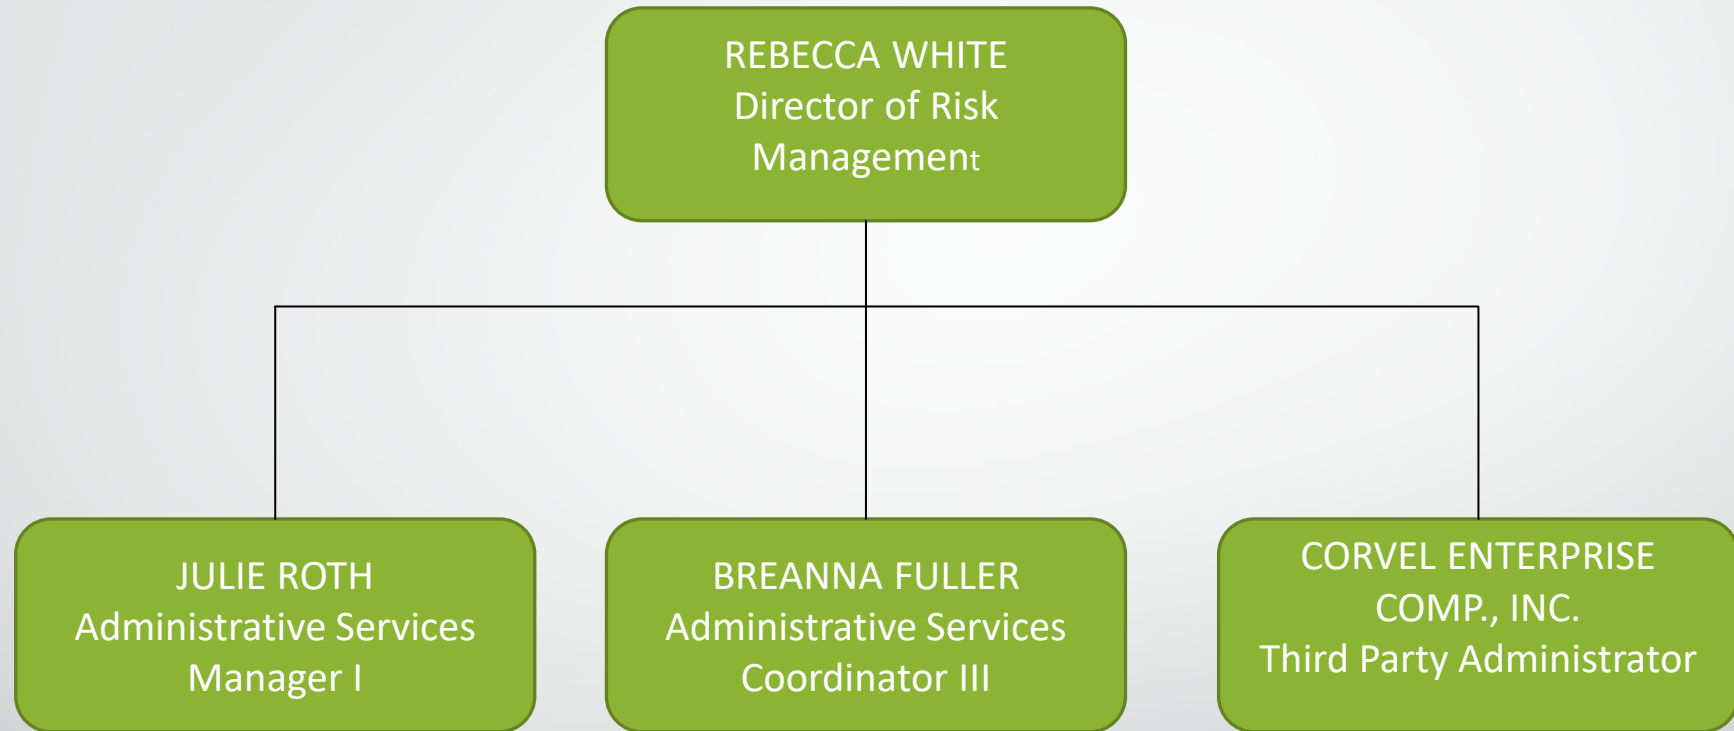 REBECCA WHITE
Director of Risk
Management
JULIE ROTH
Administrative Services
Manager I
BREANNA FULLER
Administrative Services
Coordinator III
CORVEL ENTERPRISE
COMP., INC.
Third Party Administrator